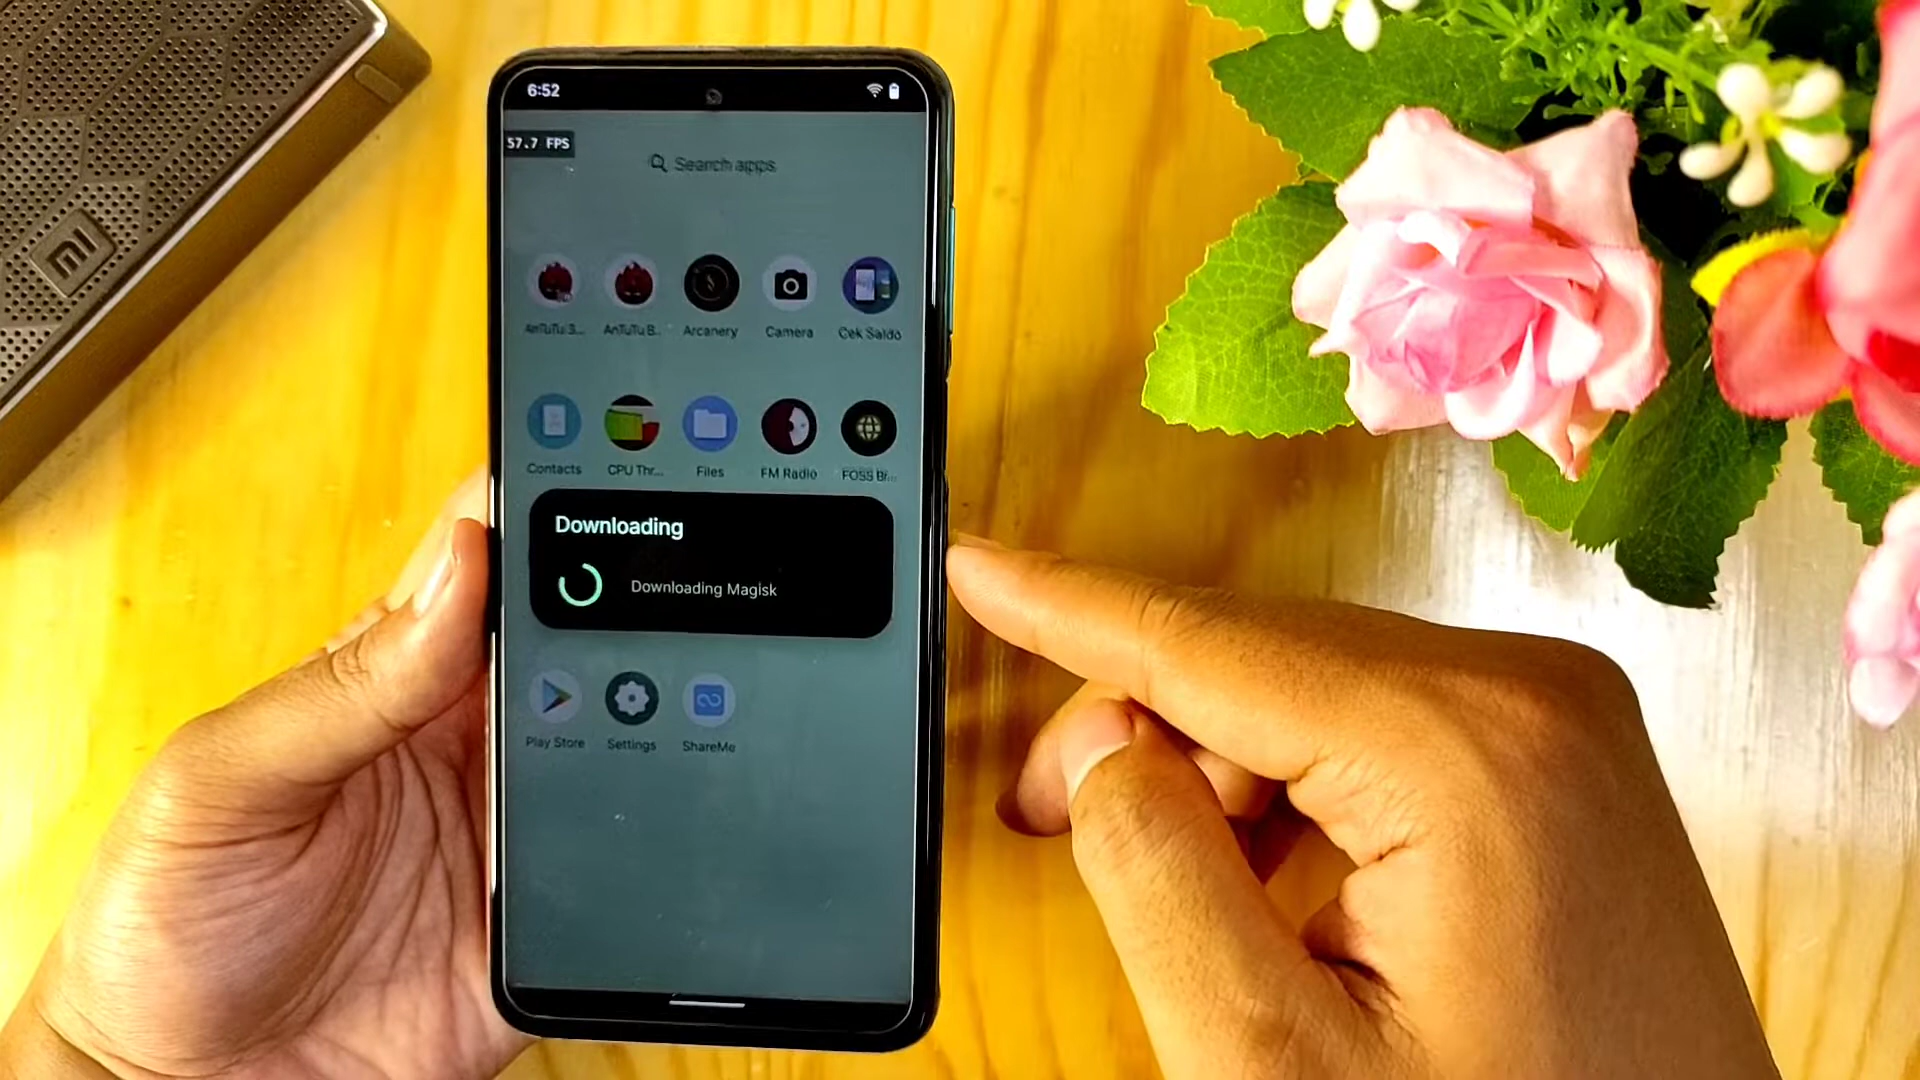 6:52
57.7 FPS
Search apps
AnTuTu 3... AnTuTu B... Arcanery Camera Cek Saldo
Contacts CPU Thr... Files FM Radio FOSS Br...
Downloading
Downloading Magisk
Play Store Settings ShareMe
mi